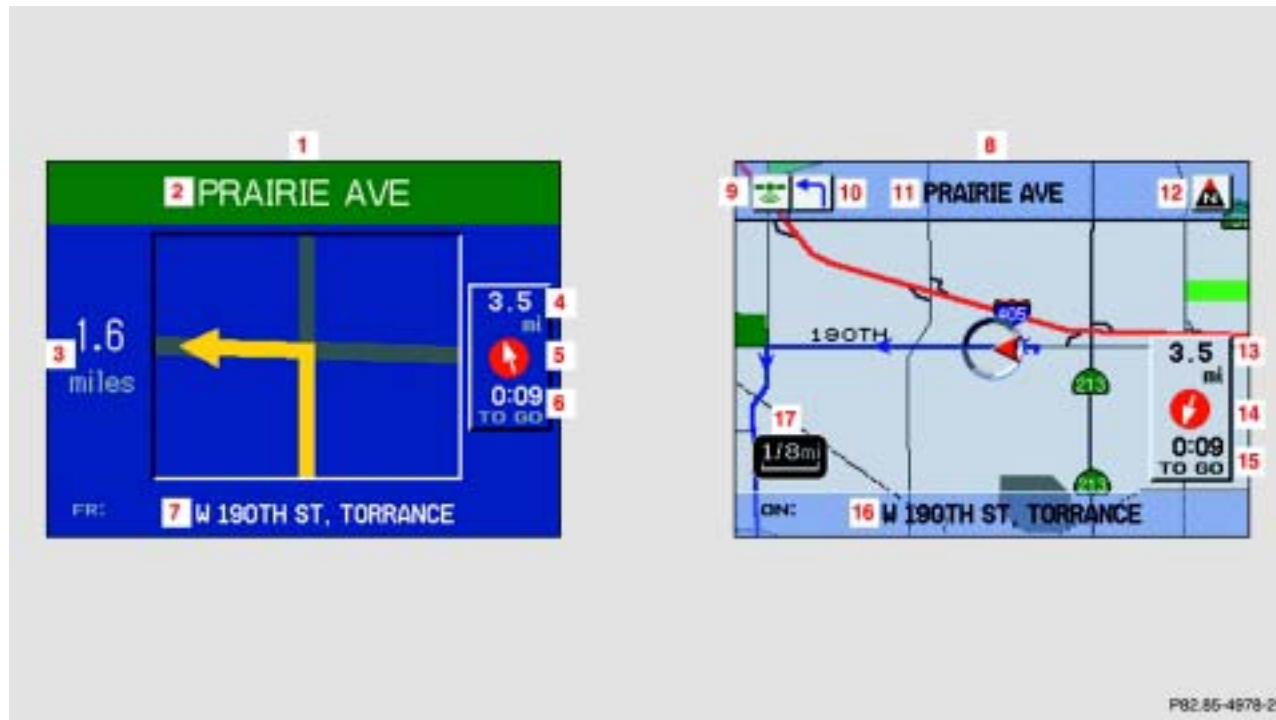 1
2 PRAIRIE AVE
3 1.6
miles
3.5 4
mi
5
0:09 6
TO GO
FR: 7 W 190TH ST, TORRANCE
8
9 10 11 PRAIRIE AVE 12 N
405
190TH
213
3.5 13
mi
14
0:09
TO GO 15
17
1/8mi
213
ON: 16 W 190TH ST, TORRANCE
P82.85-4978-2